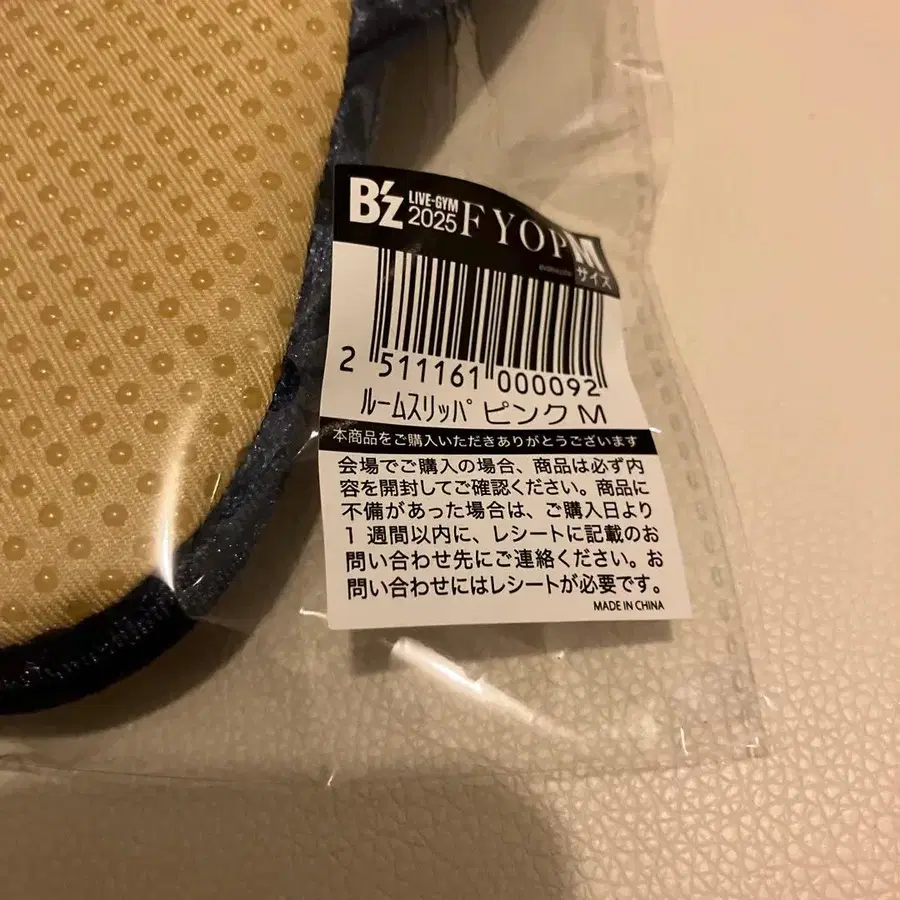 B'z LIVE-GYM 2025 FYOP M サイズ
2 511161 000092
ルームスリッパ ピンク M
本商品をご購入いただきありがとうございます
会場でご購入の場合、商品は必ず内
容を開封してご確認ください。商品に
不備があった場合は、ご購入日より
1 週間以内に、レシートに記載のお
問い合わせ先にご連絡ください。お
問い合わせにはレシートが必要です。
MADE IN CHINA